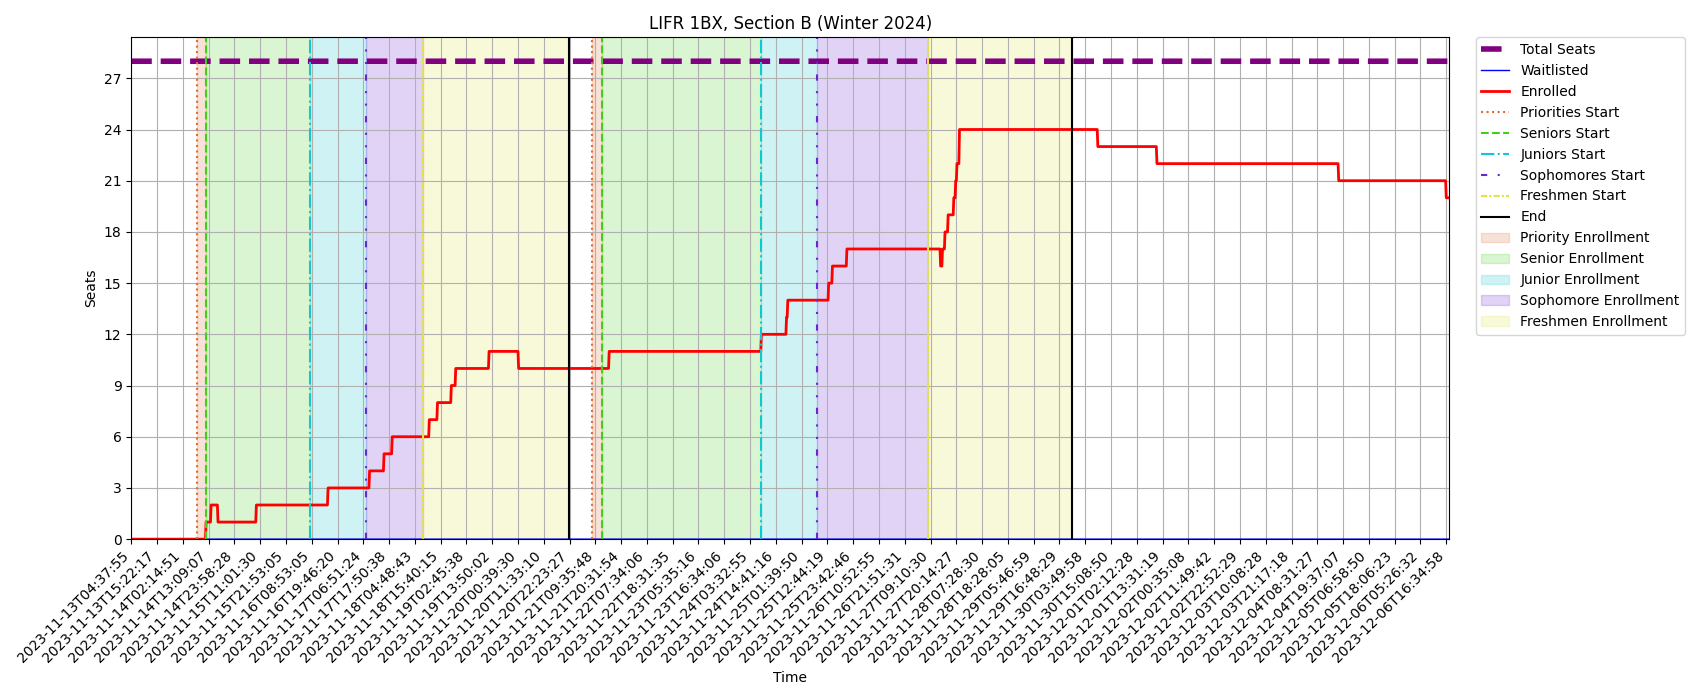 LIFR 1BX, Section B (Winter 2024)
Total Seats
Waitlisted
Enrolled
Priorities Start
Seniors Start
Juniors Start
Sophomores Start
Freshmen Start
End
Priority Enrollment
Senior Enrollment
Junior Enrollment
Sophomore Enrollment
Freshmen Enrollment
Seats
27
24
21
18
15
12
9
6
3
0
2023-11-13T04:37:55
2023-11-13T15:22:17
2023-11-14T02:14:51
2023-11-14T13:09:07
2023-11-14T23:58:28
2023-11-15T11:01:30
2023-11-15T21:53:05
2023-11-16T08:53:05
2023-11-16T19:46:20
2023-11-17T06:51:24
2023-11-17T17:50:38
2023-11-18T04:48:43
2023-11-18T15:40:15
2023-11-19T02:45:38
2023-11-19T13:50:02
2023-11-20T00:39:30
2023-11-20T11:33:10
2023-11-20T22:23:27
2023-11-21T09:35:48
2023-11-21T20:31:54
2023-11-22T07:34:06
2023-11-22T18:31:35
2023-11-23T05:35:16
2023-11-23T16:34:06
2023-11-24T03:32:55
2023-11-24T14:41:16
2023-11-25T01:39:50
2023-11-25T12:44:19
2023-11-25T23:42:46
2023-11-26T10:52:55
2023-11-26T21:51:31
2023-11-27T09:10:30
2023-11-27T20:14:27
2023-11-28T07:28:30
2023-11-28T18:28:05
2023-11-29T05:46:59
2023-11-29T16:48:29
2023-11-30T03:49:58
2023-11-30T15:08:50
2023-12-01T02:12:28
2023-12-01T13:31:19
2023-12-02T00:35:08
2023-12-02T11:49:42
2023-12-02T22:52:29
2023-12-03T10:08:28
2023-12-03T21:17:18
2023-12-04T08:31:27
2023-12-04T19:37:07
2023-12-05T06:58:50
2023-12-05T18:06:23
2023-12-06T05:26:32
2023-12-06T16:34:58
Time